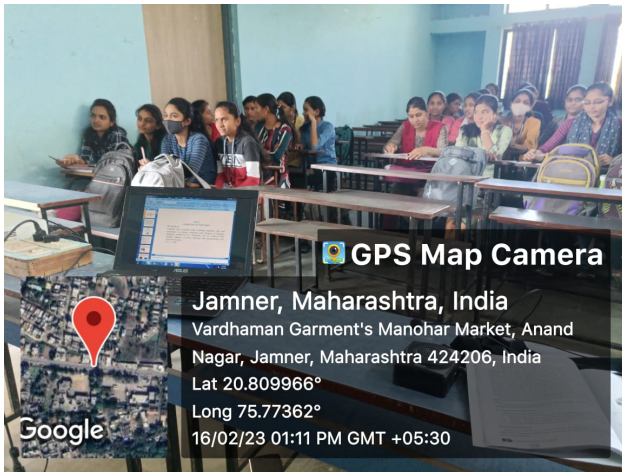 ASUS
GPS Map Camera
Jamner, Maharashtra, India
Vardhaman Garment's Manohar Market, Anand
Nagar, Jamner, Maharashtra 424206, India
Lat 20.809966°
Long 75.77362°
16/02/23 01:11 PM GMT +05:30
Google